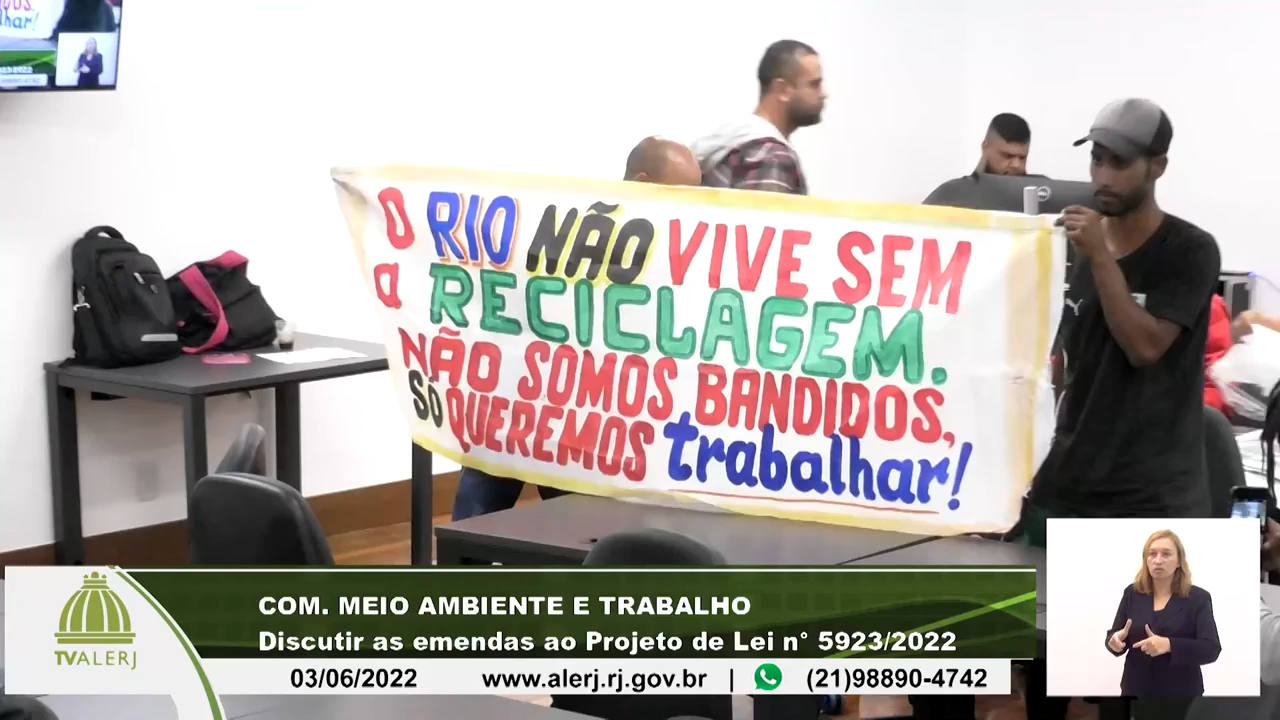 O RIO NÃO VIVE SEM
a RECICLAGEM.
NÃO SOMOS BANDIDOS,
SÓ QUEREMOS trabalhar!
COM. MEIO AMBIENTE E TRABALHO
Discutir as emendas ao Projeto de Lei n° 5923/2022
TVALERJ
03/06/2022 www.alerj.rj.gov.br | (21)98890-4742